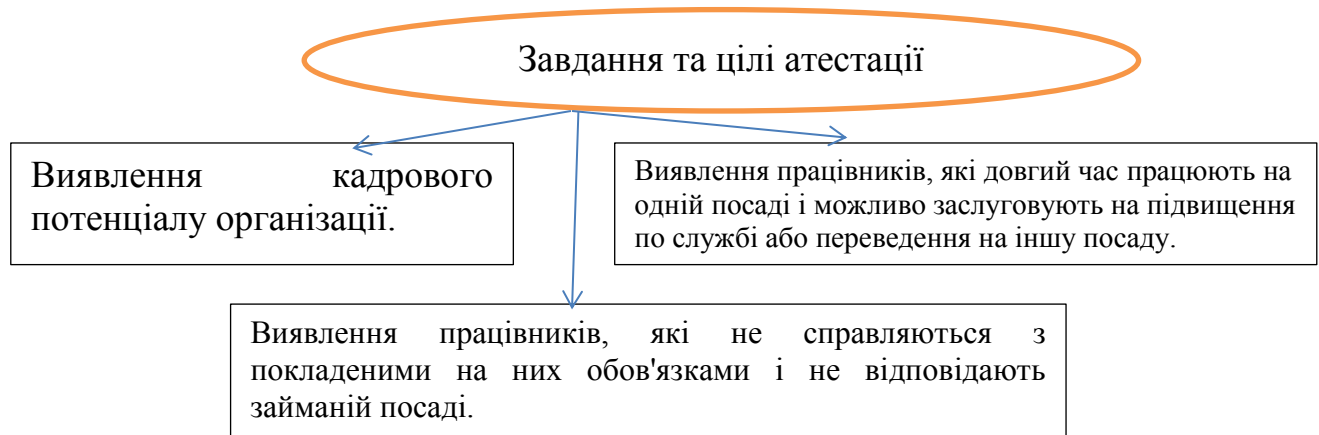 Завдання та цілі атестації
Виявлення кадрового
потенціалу організації.
Виявлення працівників, які довгий час працюють на
одній посаді і можливо заслуговують на підвищення
по службі або переведення на іншу посаду.
Виявлення працівників, які не справляються з
покладеними на них обов'язками і не відповідають
займаній посаді.